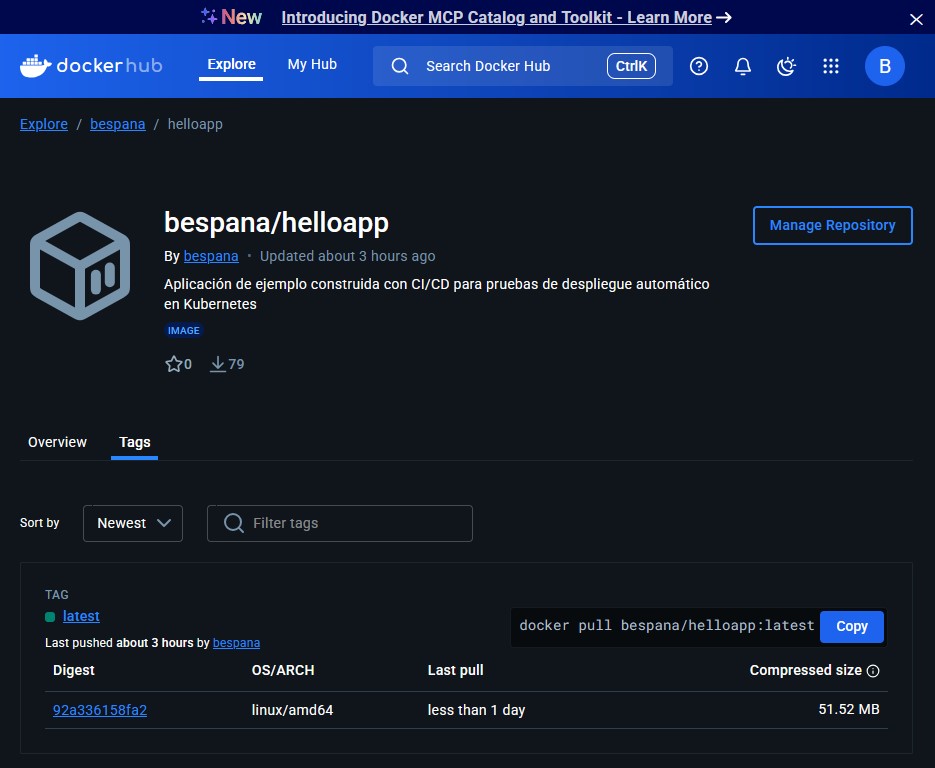 New Introducing Docker MCP Catalog and Toolkit - Learn More →
dockerhub Explore My Hub Search Docker Hub CtrlK B
Explore / bespana / helloapp
bespana/helloapp
Manage Repository
By bespana · Updated about 3 hours ago
Aplicación de ejemplo construida con CI/CD para pruebas de despliegue automático
en Kubernetes
IMAGE
0 79
Overview Tags
Sort by Newest Filter tags
TAG
latest
docker pull bespana/helloapp:latest Copy
Last pushed about 3 hours by bespana
Digest OS/ARCH Last pull Compressed size
92a336158fa2 linux/amd64 less than 1 day 51.52 MB